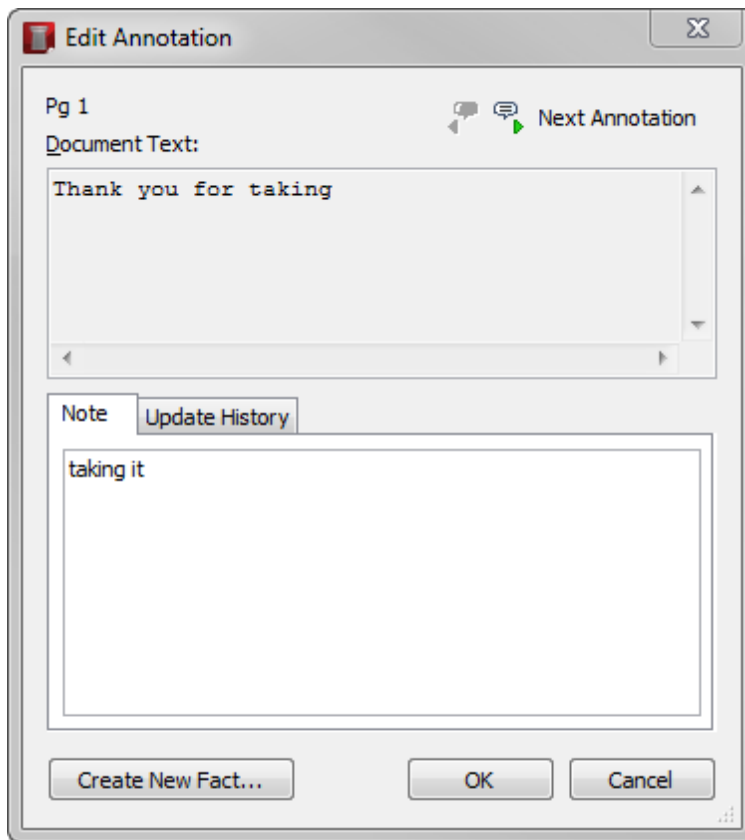 Edit Annotation
Pg 1
Next Annotation
Document Text:
Thank you for taking
Note
Update History
taking it
Create New Fact...
OK
Cancel